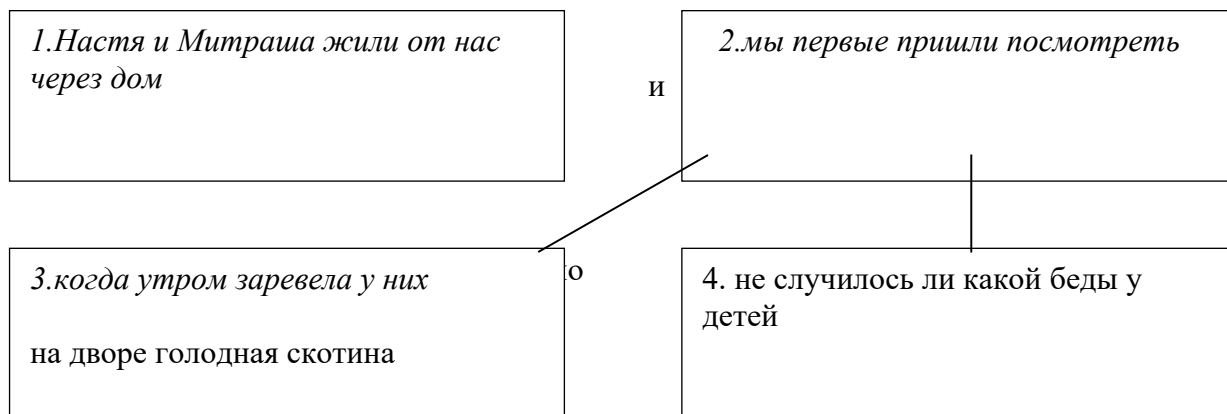 1.Настя и Митраша жили от нас
через дом
и
2.мы первые пришли посмотреть
3.когда утром заревела у них
на дворе голодная скотина
4. не случилось ли какой беды у
детей